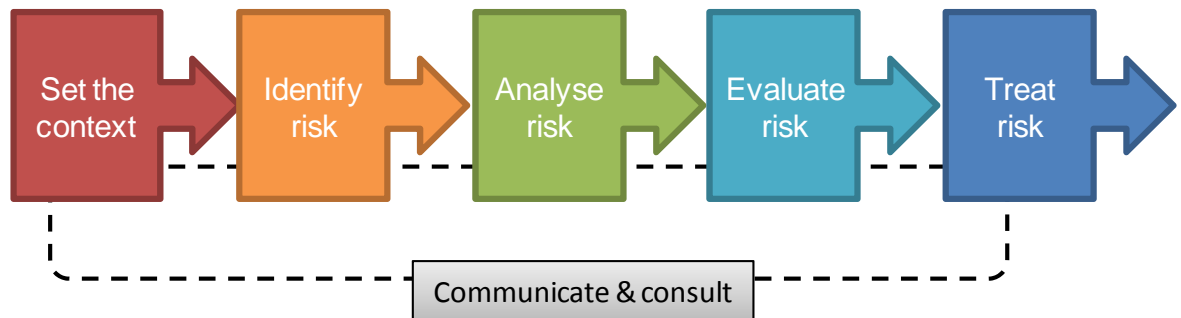 Set the
context
Identify
risk
Analyse
risk
Evaluate
risk
Treat
risk
Communicate & consult